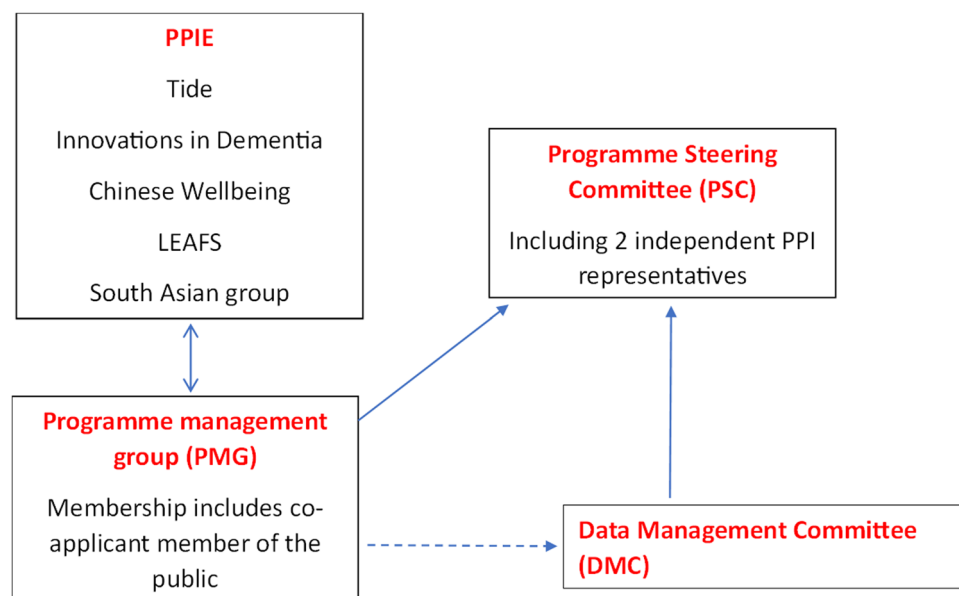 PPIE
Tide
Innovations in Dementia
Chinese Wellbeing
LEAFS
South Asian group
Programme Steering
Committee (PSC)
Including 2 independent PPI
representatives
Programme management
group (PMG)
Membership includes co-
applicant member of the
public
Data Management Committee
(DMC)